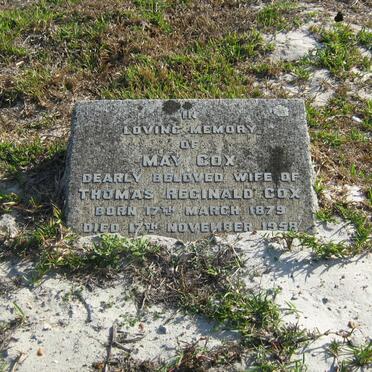 IN
LOVING MEMORY
OF
MAY COX
DEARLY BELOVED WIFE OF
THOMAS REGINALD COX
BORN 17TH MARCH 1879
DIED 17TH NOVEMBER 1958